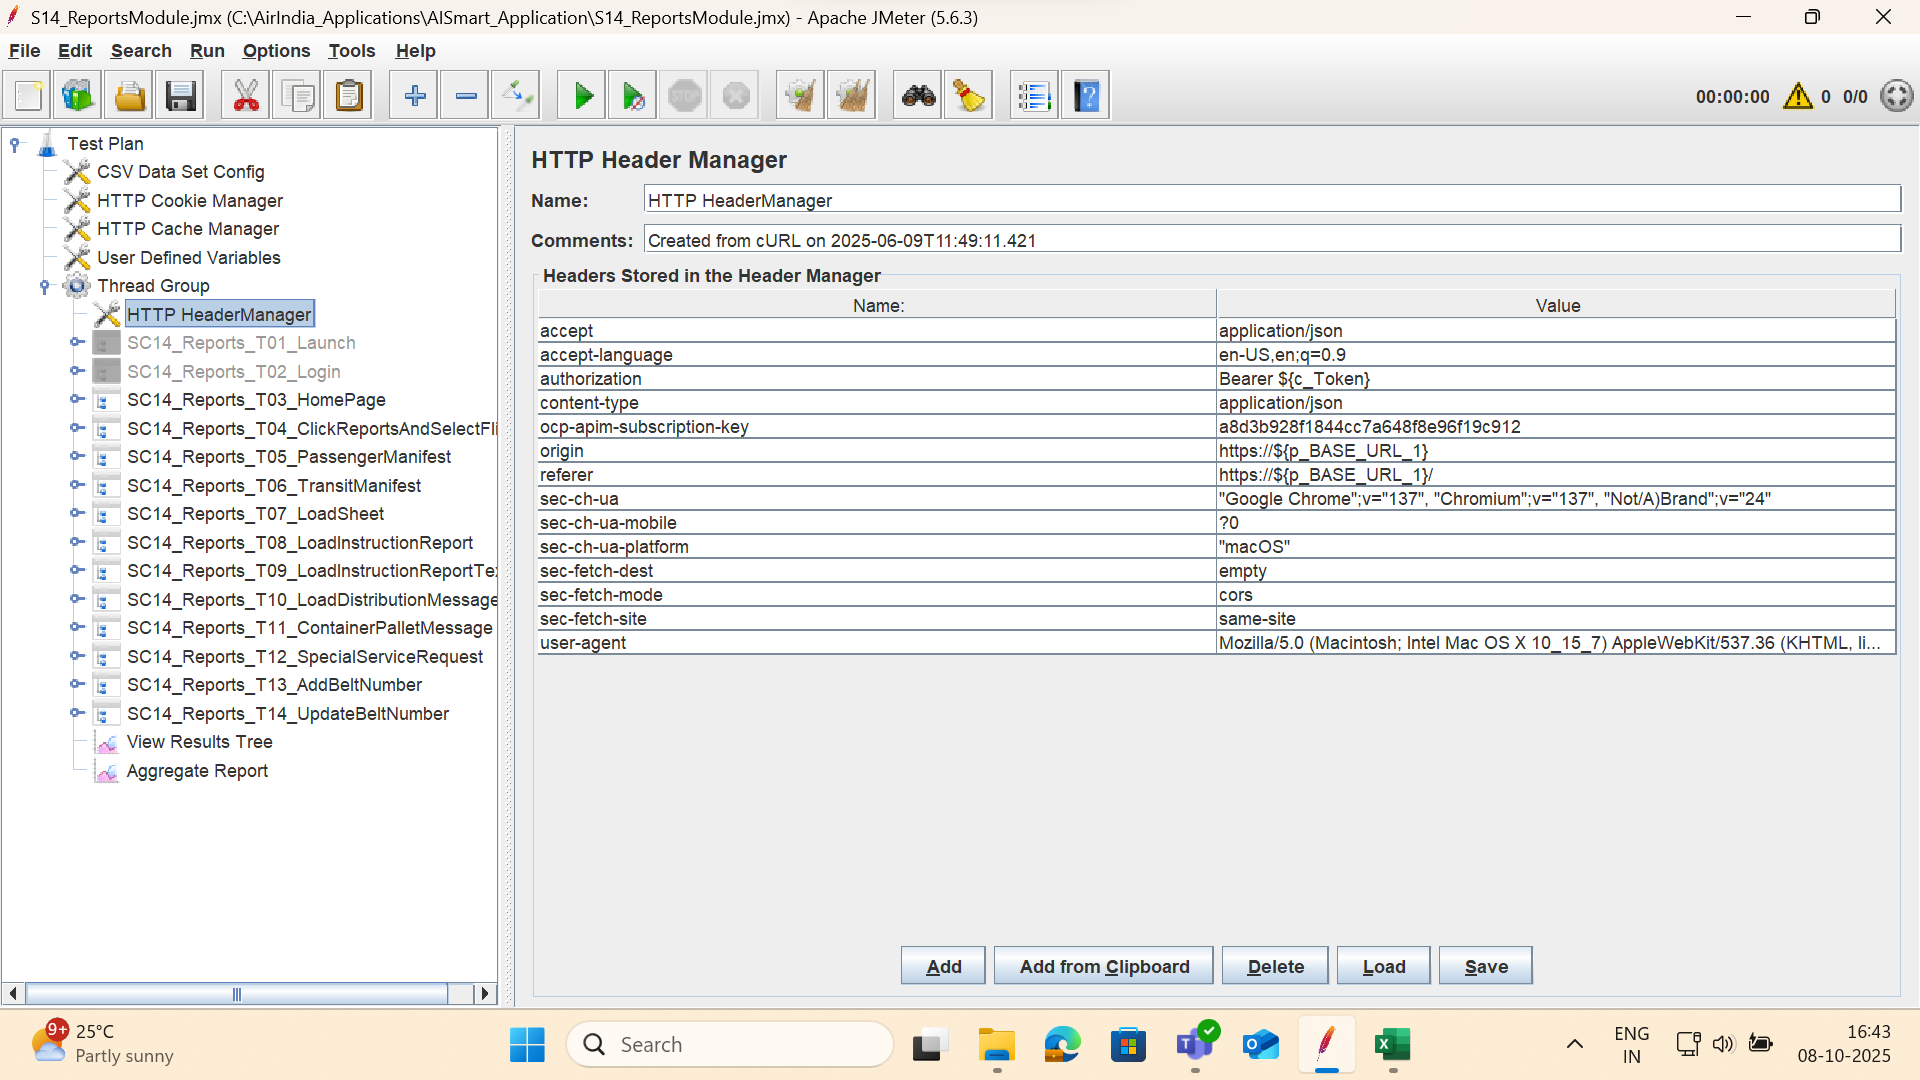 S14_ReportsModule.jmx (C:\AirIndia_Applications\AISmart_Application\S14_ReportsModule.jmx) - Apache JMeter (5.6.3)
File Edit Search Run Options Tools Help
00:00:00 0 0/0
Test Plan
CSV Data Set Config
HTTP Cookie Manager
HTTP Cache Manager
User Defined Variables
Thread Group
HTTP HeaderManager
SC14_Reports_T01_Launch
SC14_Reports_T02_Login
SC14_Reports_T03_HomePage
SC14_Reports_T04_ClickReportsAndSelectFli
SC14_Reports_T05_PassengerManifest
SC14_Reports_T06_TransitManifest
SC14_Reports_T07_LoadSheet
SC14_Reports_T08_LoadInstructionReport
SC14_Reports_T09_LoadInstructionReportTe
SC14_Reports_T10_LoadDistributionMessage
SC14_Reports_T11_ContainerPalletMessage
SC14_Reports_T12_SpecialServiceRequest
SC14_Reports_T13_AddBeltNumber
SC14_Reports_T14_UpdateBeltNumber
View Results Tree
Aggregate Report
HTTP Header Manager
Name: HTTP HeaderManager
Comments: Created from cURL on 2025-06-09T11:49:11.421
Headers Stored in the Header Manager
Name: Value
accept application/json
accept-language en-US,en;q=0.9
authorization Bearer ${c_Token}
content-type application/json
ocp-apim-subscription-key a8d3b928f1844cc7a648f8e96f19c912
origin https://${p_BASE_URL_1}
referer https://${p_BASE_URL_1}/
sec-ch-ua "Google Chrome";v="137", "Chromium";v="137", "Not/A)Brand";v="24"
sec-ch-ua-mobile ?0
sec-ch-ua-platform "macOS"
sec-fetch-dest empty
sec-fetch-mode cors
sec-fetch-site same-site
user-agent Mozilla/5.0 (Macintosh; Intel Mac OS X 10_15_7) AppleWebKit/537.36 (KHTML, li...
Add Add from Clipboard Delete Load Save
9+ 25°C
Partly sunny
Search
ENG
IN
16:43
08-10-2025